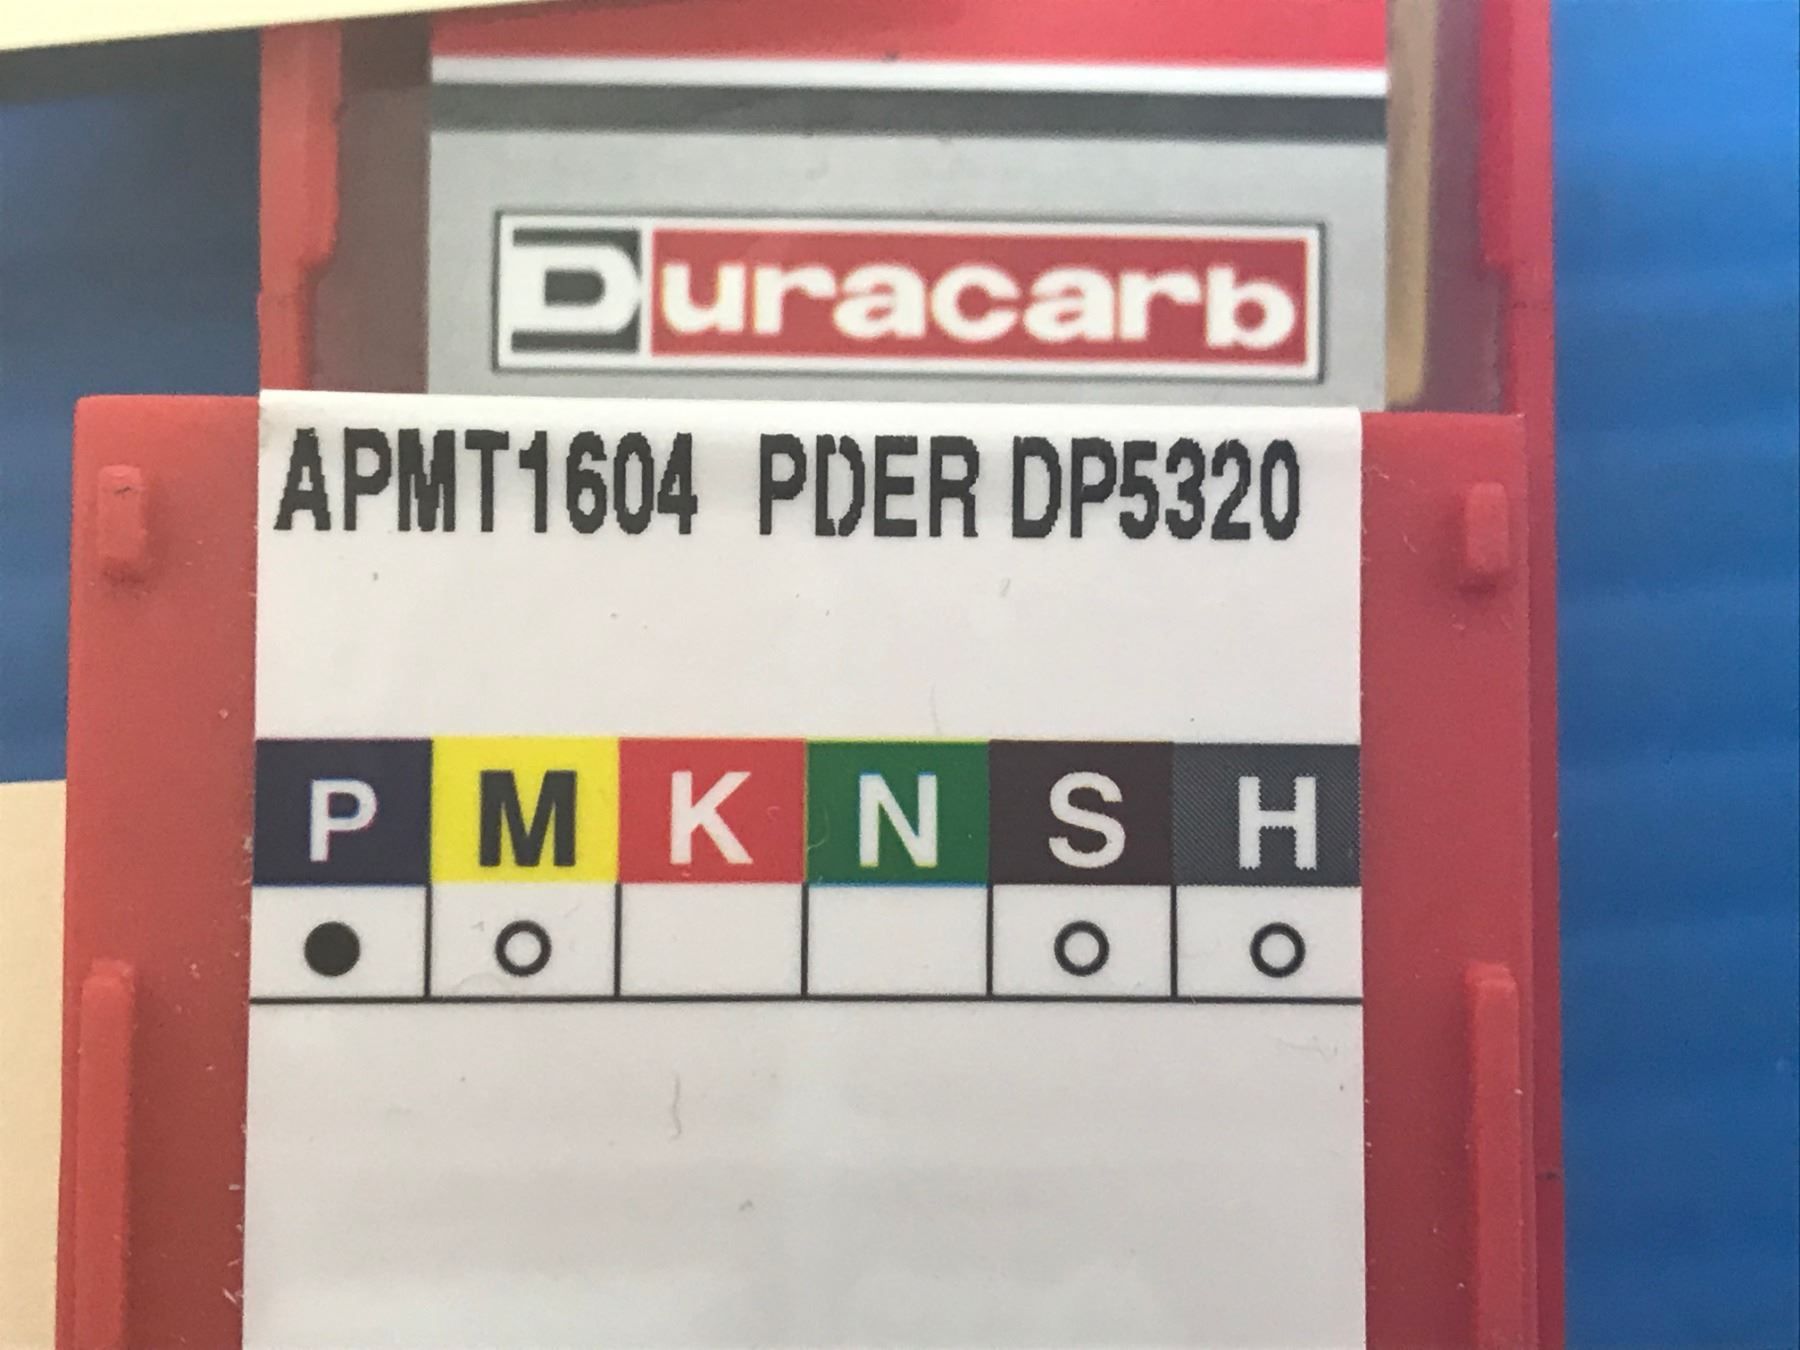 Duracarb
APMT1604 PDER DP5320
P M K N S H